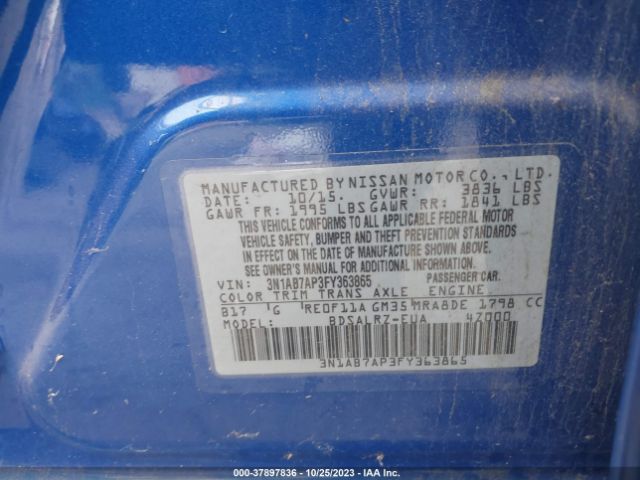 MANUFACTURED BY NISSAN MOTOR CO., LTD.
10/15. GVWR: 3836 LBS
GAWR FR: 1995 LBS GAWR RR: 1841 LBS
THIS VEHICLE CONFORMS TO ALL APPLICABLE FEDERAL MOTOR
VEHICLE SAFETY, BUMPER AND THEFT PREVENTION STANDARDS
IN EFFECT ON THE DATE OF MANUFACTURE SHOWN ABOVE.
SEE OWNER'S MANUAL FOR ADDITIONAL INFORMATION.
VIN: 3N1AB7AP3FY363865 PASSENGER CAR.
COLOR TRIM TRANS AXLE ENGINE
B17 G RE0F11A GM35 MRA8DE 1798 CC
MODEL: BDSALRZ-EUA 42000
3N1AB7AP3FY363865
000-37897836 - 10/25/2023 - IAA Inc.